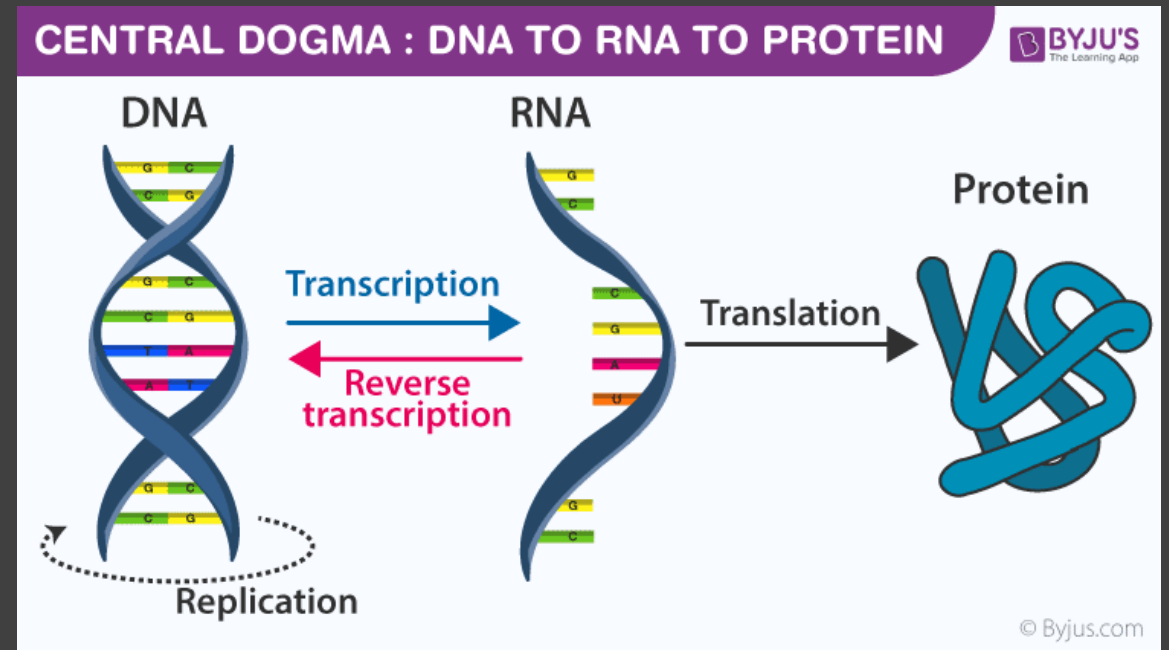 CENTRAL DOGMA : DNA TO RNA TO PROTEIN
B BYJU'S
The Learning App
DNA
RNA
Protein
G C
C G
G C
C G
T A
A T
G C
C G
Transcription
Reverse
transcription
G
C
C
G
A
U
G
C
Translation
Replication
© Byjus.com